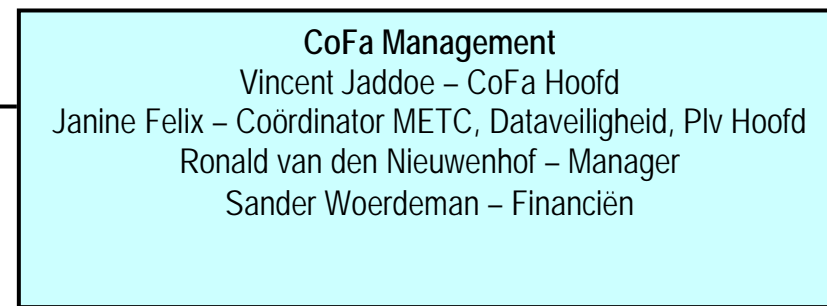 CoFa Management
Vincent Jaddoe – CoFa Hoofd
Janine Felix – Coördinator METC, Dataveiligheid, Plv Hoofd
Ronald van den Nieuwenhof – Manager
Sander Woerdeman – Financiën